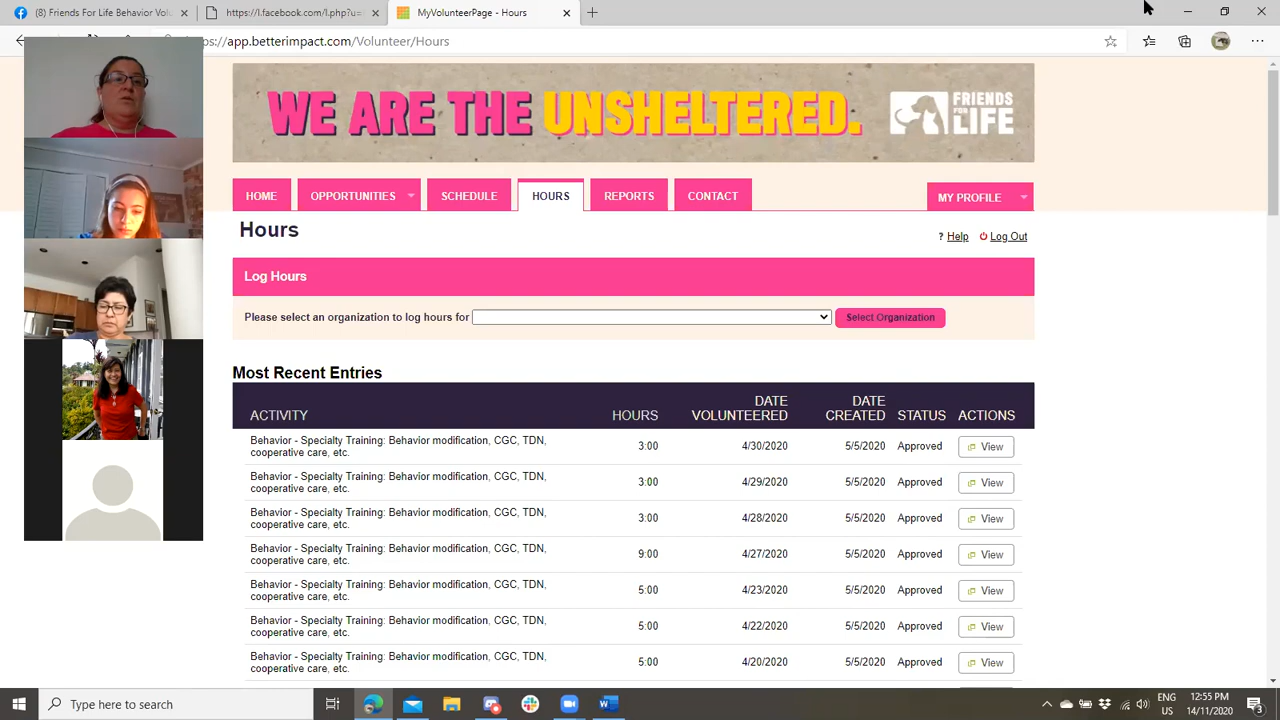 (8) Friends for Life Volunteers
MyVolunteerPage - CGC
https://app.betterimpact.com/Volunteer/Hours
WE ARE THE UNSHELTERED.
FRIENDS FOR LIFE
HOME OPPORTUNITIES SCHEDULE HOURS REPORTS CONTACT MY PROFILE
Hours
? Help Log Out
Log Hours
Please select an organization to log hours for Select Organization
Most Recent Entries
ACTIVITY HOURS DATE VOLUNTEERED DATE CREATED STATUS ACTIONS
Behavior - Specialty Training: Behavior modification, CGC, TDN, cooperative care, etc. 3:00 4/30/2020 5/5/2020 Approved View
Behavior - Specialty Training: Behavior modification, CGC, TDN, cooperative care, etc. 3:00 4/29/2020 5/5/2020 Approved View
Behavior - Specialty Training: Behavior modification, CGC, TDN, cooperative care, etc. 3:00 4/28/2020 5/5/2020 Approved View
Behavior - Specialty Training: Behavior modification, CGC, TDN, cooperative care, etc. 9:00 4/27/2020 5/5/2020 Approved View
Behavior - Specialty Training: Behavior modification, CGC, TDN, cooperative care, etc. 5:00 4/23/2020 5/5/2020 Approved View
Behavior - Specialty Training: Behavior modification, CGC, TDN, cooperative care, etc. 5:00 4/22/2020 5/5/2020 Approved View
Behavior - Specialty Training: Behavior modification, CGC, TDN, cooperative care, etc. 5:00 4/20/2020 5/5/2020 Approved View
Type here to search
ENG US
12:55 PM
14/11/2020
3